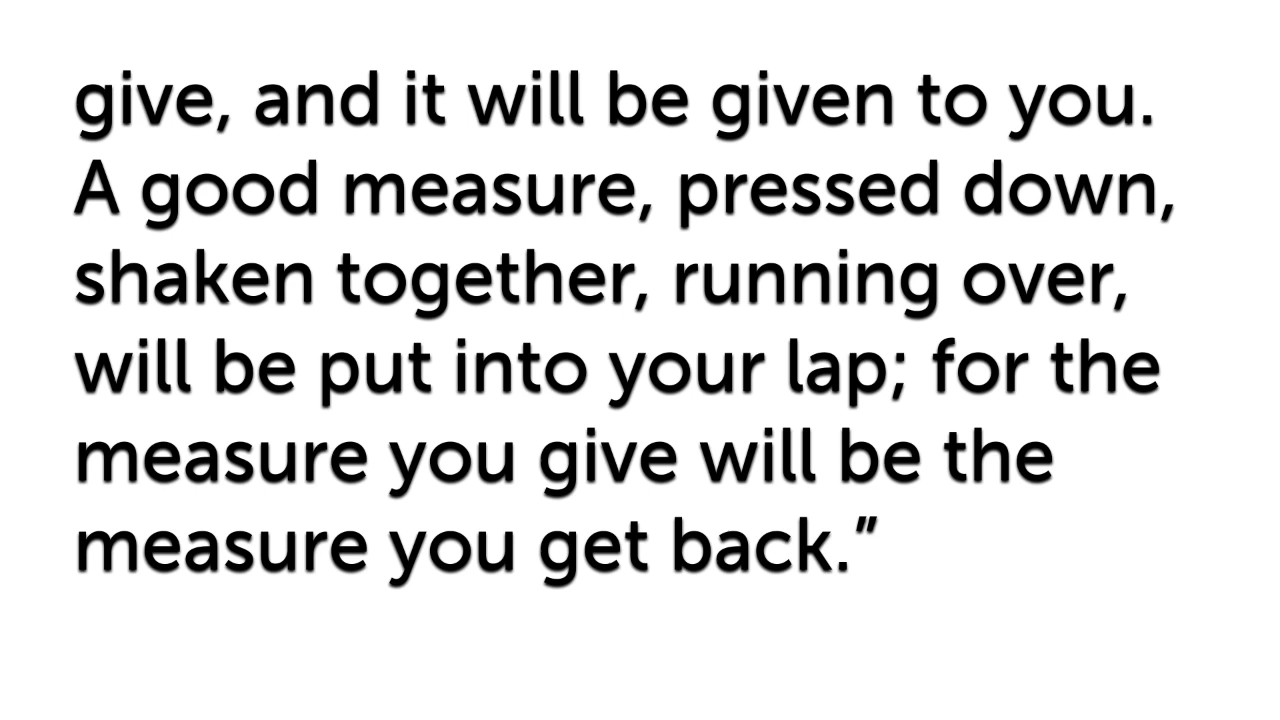 give, and it will be given to you.
A good measure, pressed down,
shaken together, running over,
will be put into your lap; for the
measure you give will be the
measure you get back.”